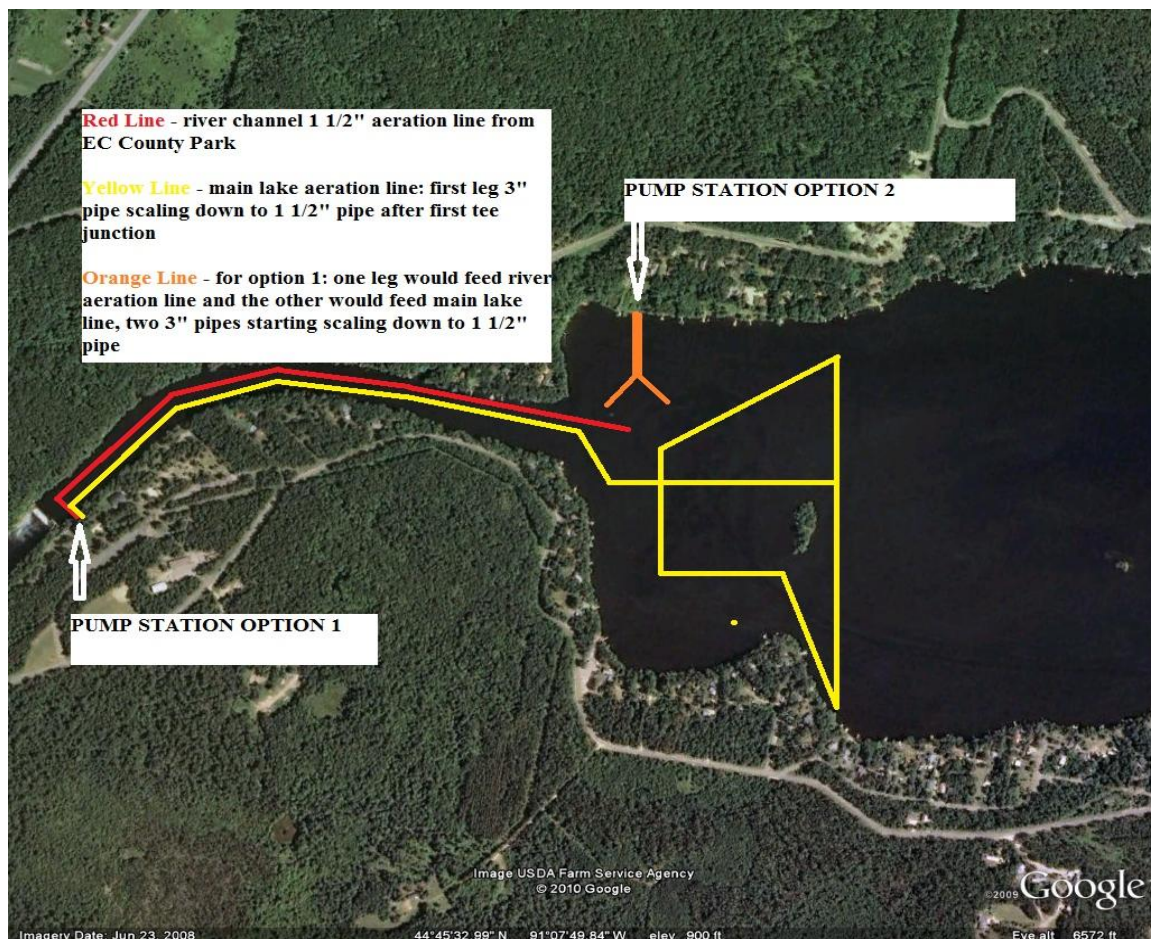 Red Line - river channel 1 1/2" aeration line from
EC County Park
Yellow Line - main lake aeration line: first leg 3"
pipe scaling down to 1 1/2" pipe after first tee
junction
Orange Line - for option 1: one leg would feed river
aeration line and the other would feed main lake
line, two 3" pipes starting scaling down to 1 1/2"
pipe
PUMP STATION OPTION 2
PUMP STATION OPTION 1
Image USDA Farm Service Agency
© 2010 Google
©2009 Google
Imagery Date: Jun 23, 2008 44°45'32.99" N 91°07'49.84" W elev 900 ft Eye alt 6572 ft